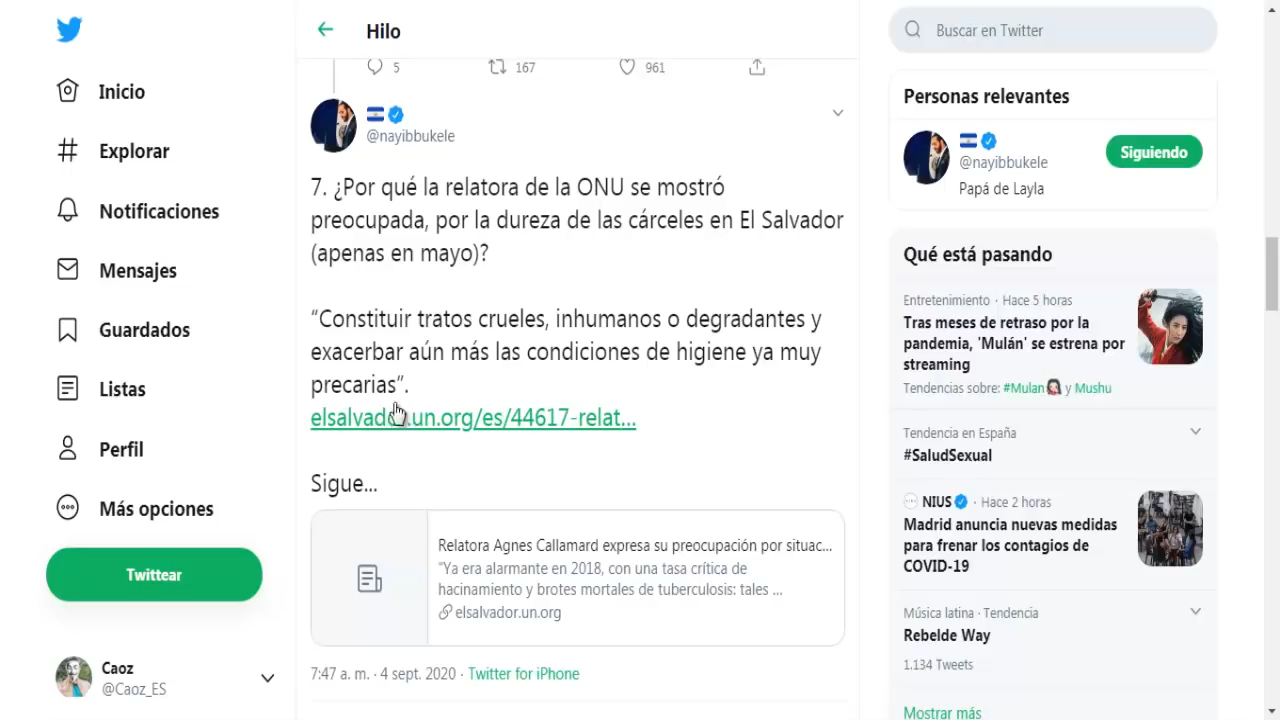 Inicio
Explorar
Notificaciones
Mensajes
Guardados
Listas
Perfil
Más opciones
Twittear
Caoz
@Caoz_ES
Hilo
5 167 961
@nayibbukele
7. ¿Por qué la relatora de la ONU se mostró
preocupada, por la dureza de las cárceles en El Salvador
(apenas en mayo)?
“Constituir tratos crueles, inhumanos o degradantes y
exacerbar aún más las condiciones de higiene ya muy
precarias”.
elsalvador.un.org/es/44617-relat...
Sigue...
Relatora Agnes Callamard expresa su preocupación por situac...
“Ya era alarmante en 2018, con una tasa crítica de
hacinamiento y brotes mortales de tuberculosis: tales ...
elsalvador.un.org
7:47 a. m. · 4 sept. 2020 · Twitter for iPhone
Buscar en Twitter
Personas relevantes
@nayibbukele
Papá de Layla
Siguiendo
Qué está pasando
Entretenimiento · Hace 5 horas
Tras meses de retraso por la
pandemia, 'Mulán' se estrena por
streaming
Tendencias sobre: #Mulan y Mushu
Tendencia en España
#SaludSexual
NIUS · Hace 2 horas
Madrid anuncia nuevas medidas
para frenar los contagios de
COVID-19
Música latina · Tendencia
Rebelde Way
1.134 Tweets
Mostrar más